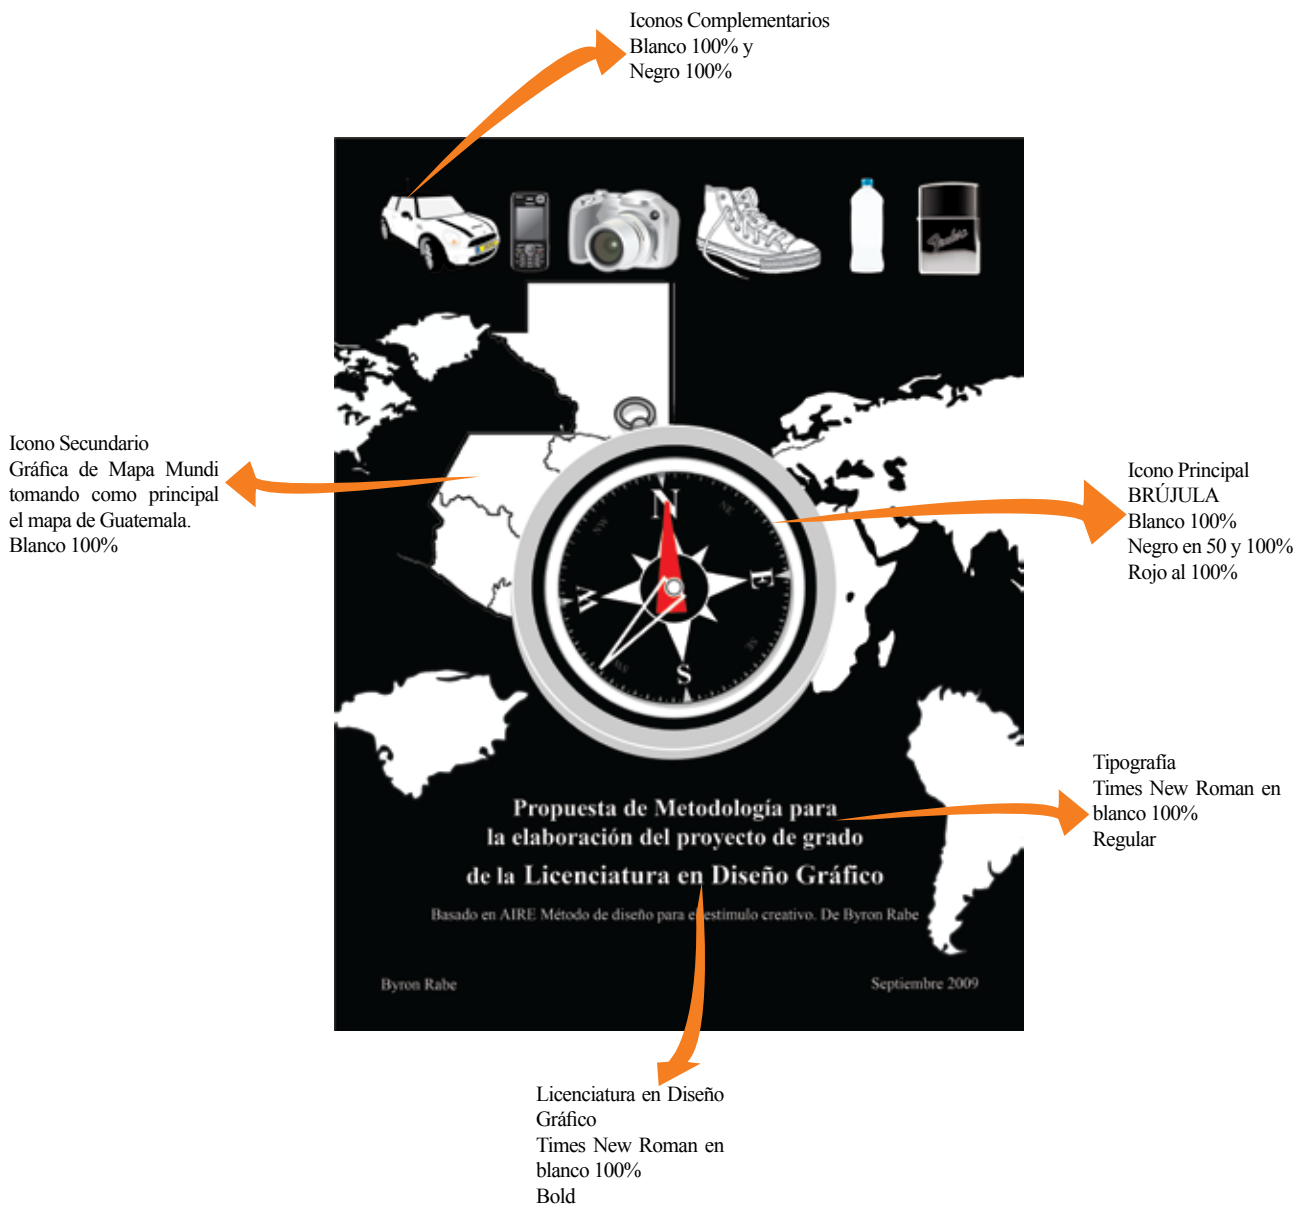 Iconos Complementarios
Blanco 100% y
Negro 100%
Icono Secundario
Gráfica de Mapa Mundi
tomando como principal
el mapa de Guatemala.
Blanco 100%
N
NE
E
SE
S
SW
W
NW
Icono Principal
BRÚJULA
Blanco 100%
Negro en 50 y 100%
Rojo al 100%
Tipografía
Times New Roman en
blanco 100%
Regular
Propuesta de Metodología para
la elaboración del proyecto de grado
de la Licenciatura en Diseño Gráfico
Basado en AIRE Método de diseño para el estímulo creativo. De Byron Rabe
Byron Rabe
Septiembre 2009
Licenciatura en Diseño
Gráfico
Times New Roman en
blanco 100%
Bold